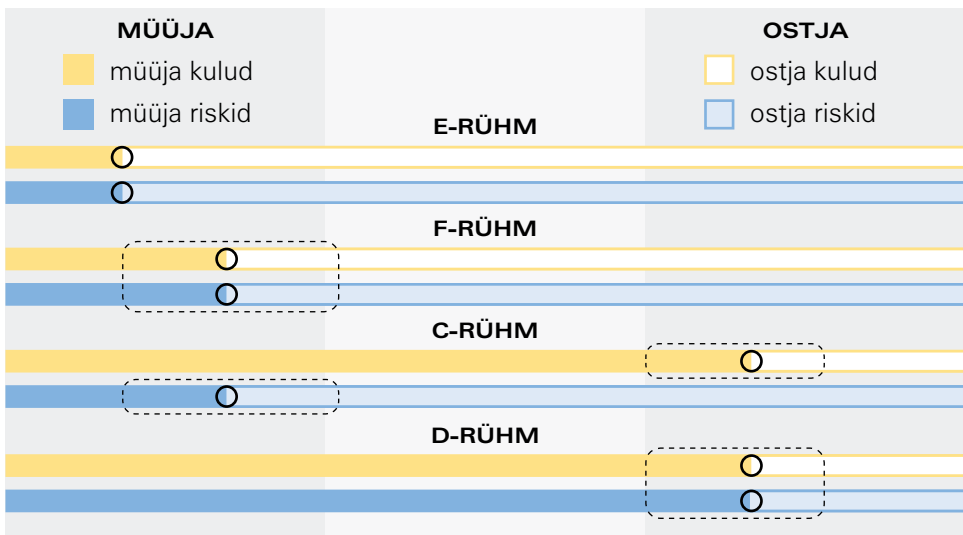 MÜÜJA
müüja kulud
müüja riskid
OSTJA
ostja kulud
ostja riskid
E-RÜHM
F-RÜHM
C-RÜHM
D-RÜHM